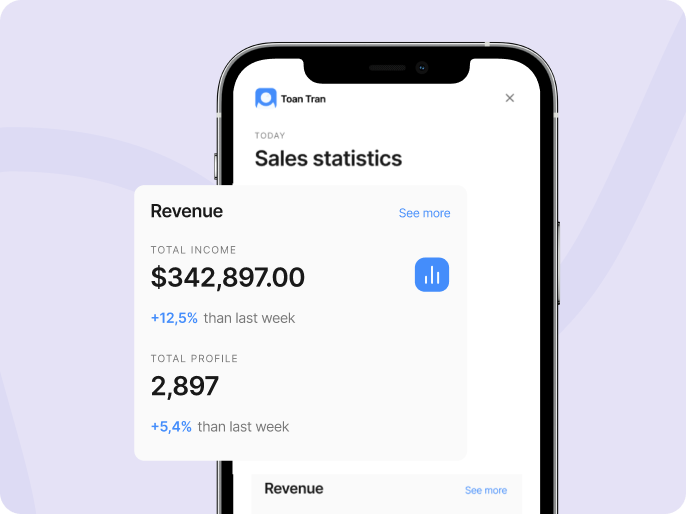 Toan Tran
TODAY
Sales statistics
Revenue
See more
TOTAL INCOME
$342,897.00
+12,5% than last week
TOTAL PROFILE
2,897
+5,4% than last week
Revenue
See more